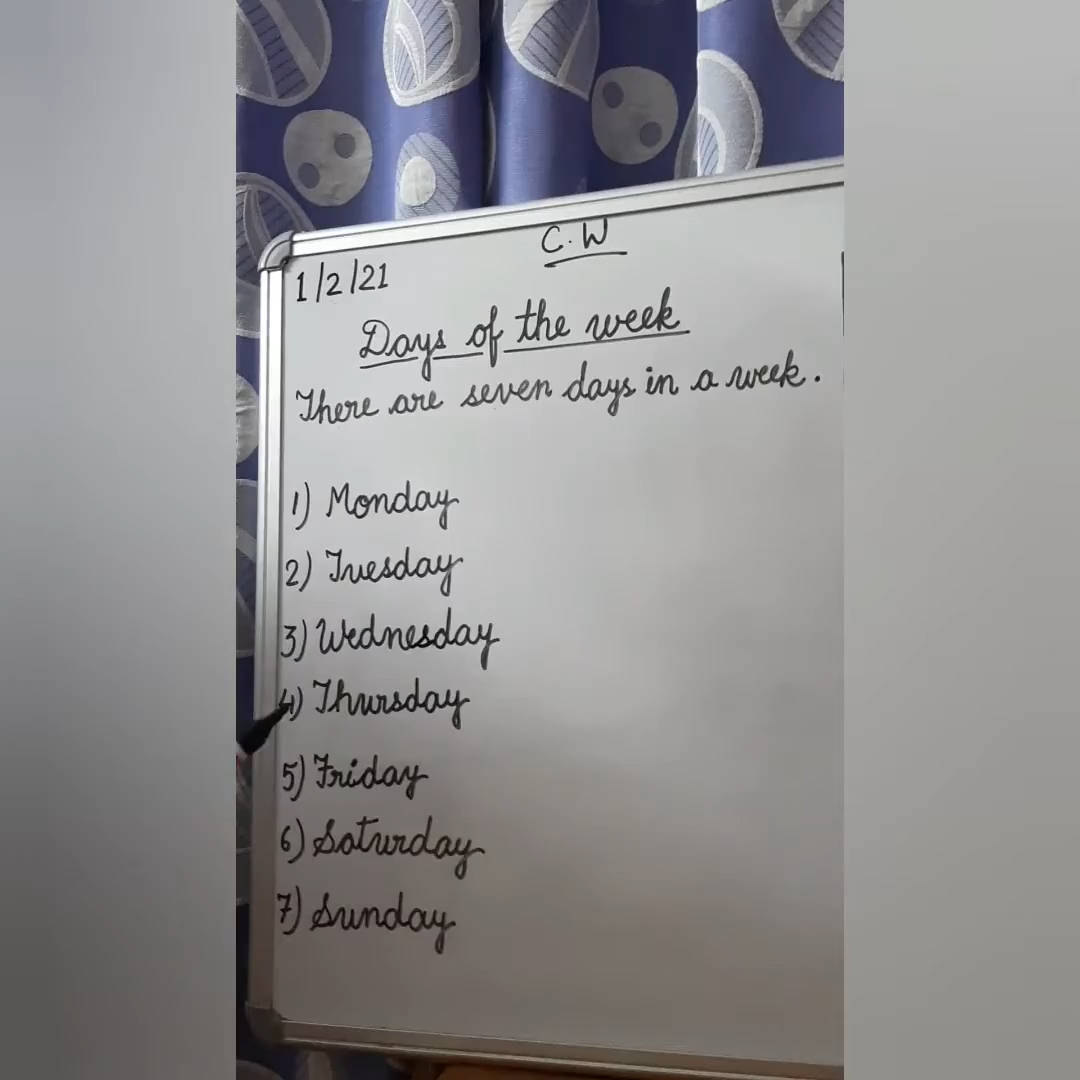 C.W
1/2/21
Days of the week
There are seven days in a week.
1) Monday
2) Tuesday
3) Wednesday
4) Thursday
5) Friday
6) Saturday
7) Sunday